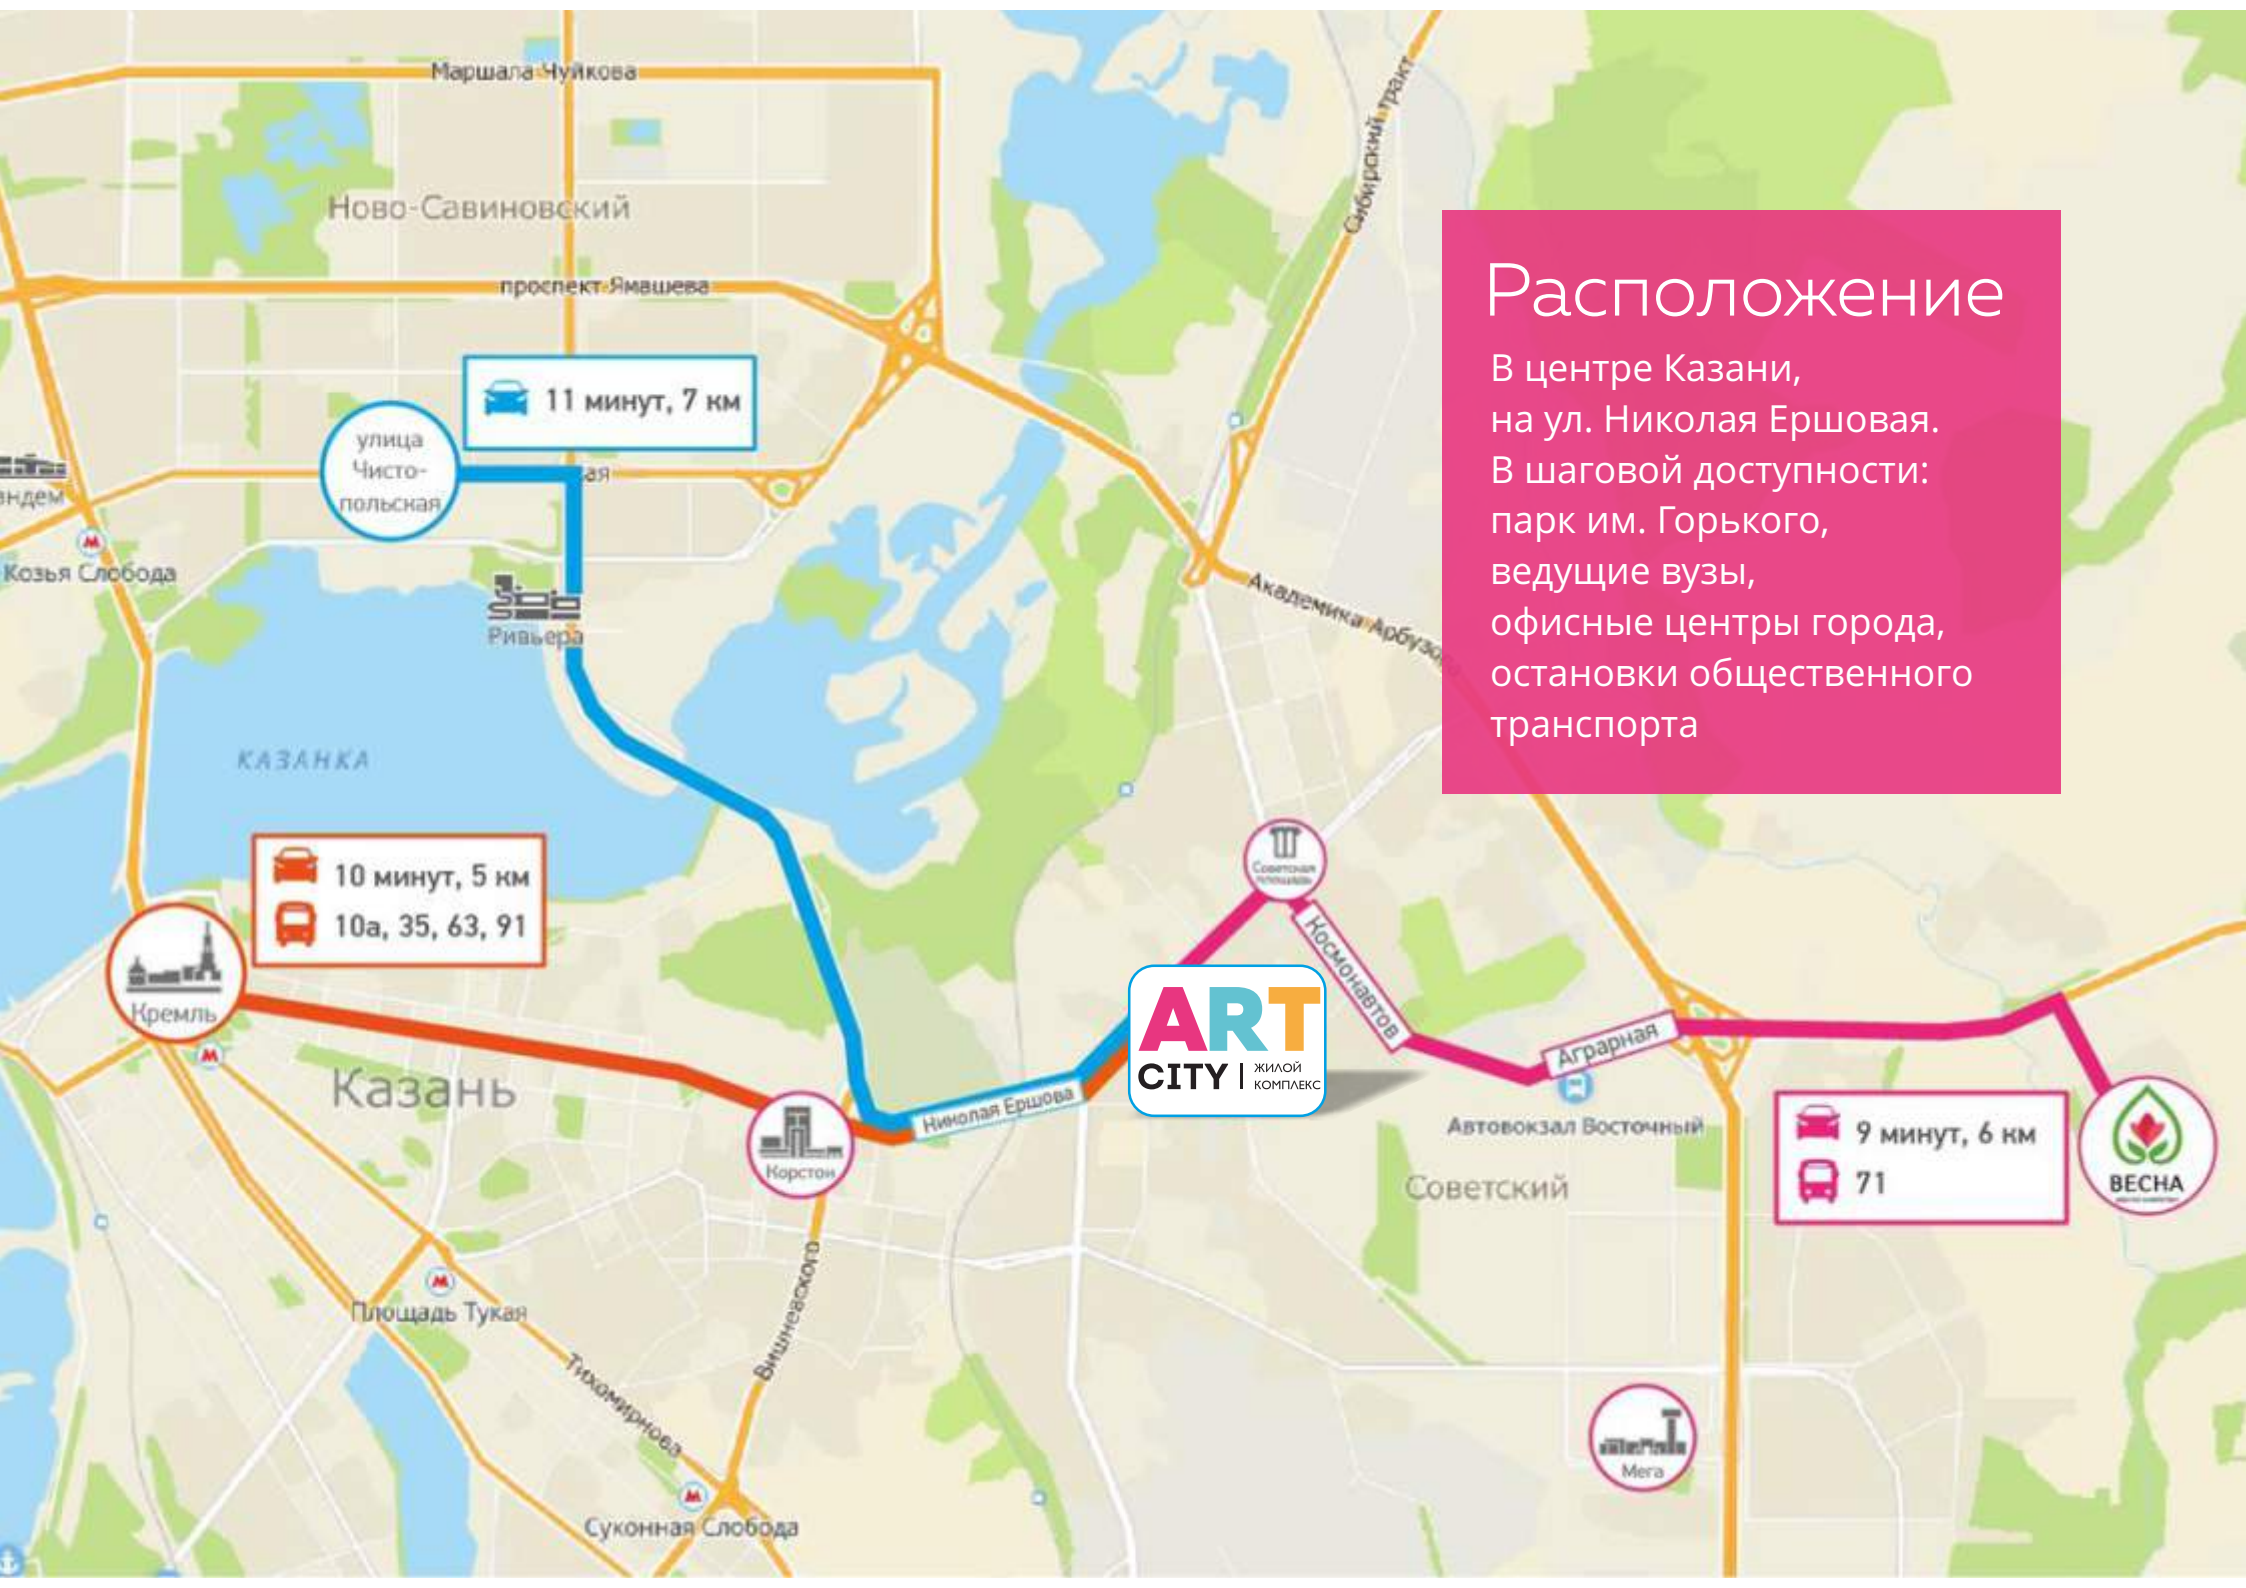 Маршала Чуйкова
Сибирский тракт
Ново-Савиновский
проспект Ямашева
Расположение
В центре Казани,
на ул. Николая Ершовая.
В шаговой доступности:
парк им. Горького,
ведущие вузы,
офисные центры города,
остановки общественного
транспорта
11 минут, 7 км
улица
Чисто-
польская
ая
андем
Козья Слобода
Ривьера
Академика Арбузова
КАЗАНКА
10 минут, 5 км
10а, 35, 63, 91
Советская
площадь
Космонавтов
Кремль
Казань
ART
CITY | ЖИЛОЙ
КОМПЛЕКС
Аграрная
Николая Ершова
Автовокзал Восточный
Корстон
Советский
9 минут, 6 км
71
ВЕСНА
Площадь Тукая
Вишневского
Тихомирнова
Мега
Суконная Слобода